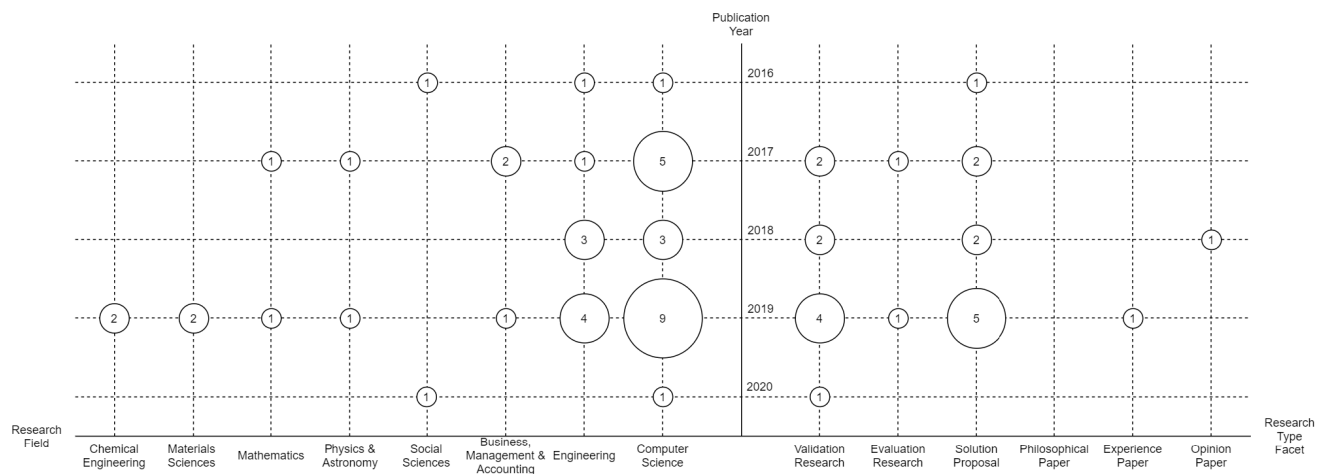 Publication
Year
2016
1
1
1
1
2017
1
1
2
1
5
2
1
2
2018
3
3
2
2
1
2019
2
2
1
1
1
4
9
4
1
5
1
2020
1
1
1
Research
Field
Chemical
Engineering
Materials
Sciences
Mathematics
Physics &
Astronomy
Social
Sciences
Business,
Management &
Accounting
Engineering
Computer
Science
Validation
Research
Evaluation
Research
Solution
Proposal
Philosophical
Paper
Experience
Paper
Opinion
Paper
Research
Type
Facet